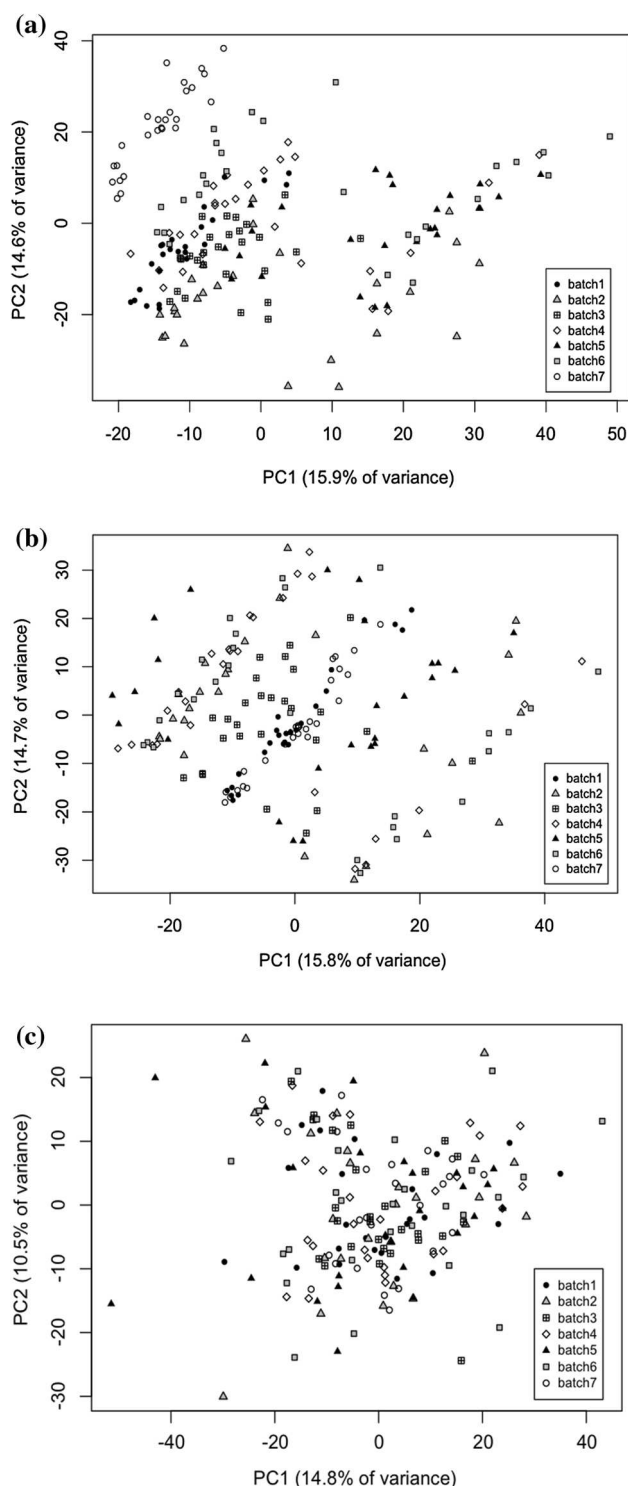 (a)
40
20
0
-20
PC2 (14.6% of variance)
batch1
batch2
batch3
batch4
batch5
batch6
batch7
-20 -10 0 10 20 30 40 50
PC1 (15.9% of variance)
(b)
30
20
10
0
-10
-20
-30
PC2 (14.7% of variance)
batch1
batch2
batch3
batch4
batch5
batch6
batch7
-20 0 20 40
PC1 (15.8% of variance)
(c)
20
10
0
-10
-20
-30
PC2 (10.5% of variance)
batch1
batch2
batch3
batch4
batch5
batch6
batch7
-40 -20 0 20 40
PC1 (14.8% of variance)